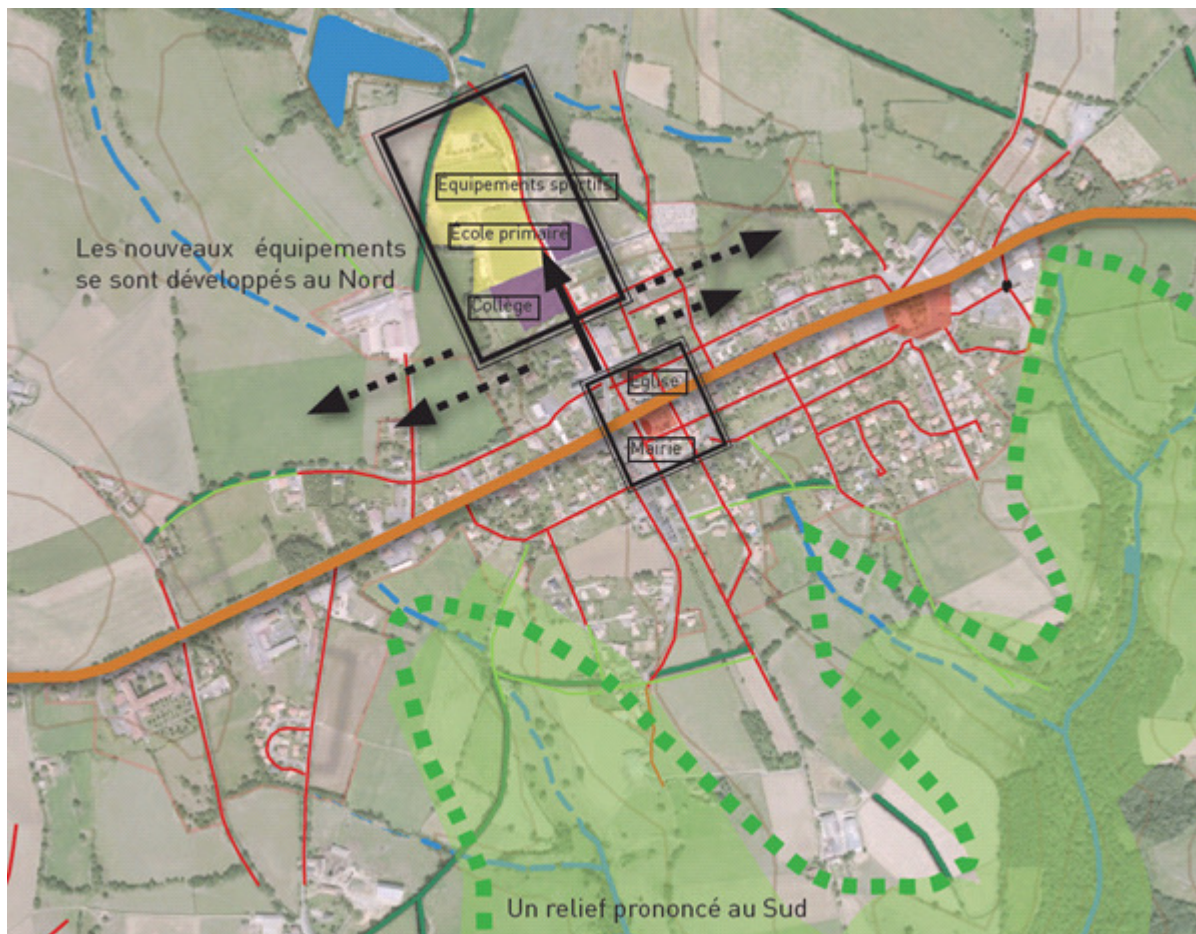 Equipements sportifs
Ecole primaire
Les nouveaux équipements
se sont développés au Nord
Collège
Eglise
Mairie
Un relief prononcé au Sud